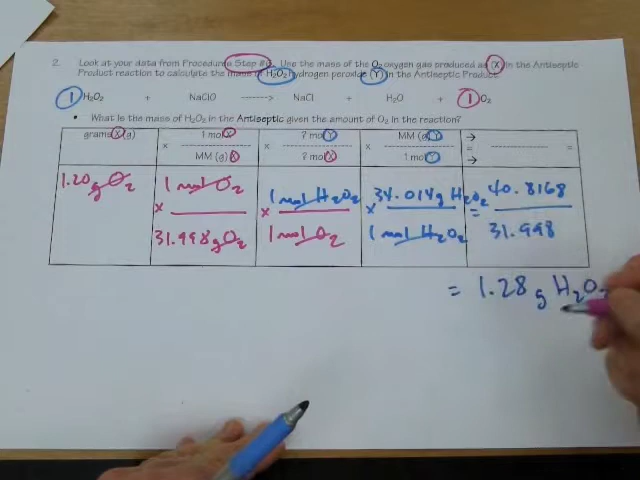 2. Look at your data from Procedure Step #6. Use the mass of the O₂ oxygen gas produced as X in the Antiseptic
Product reaction to calculate the mass of H₂O₂ hydrogen peroxide Y in the Antiseptic Product.
1 H₂O₂ + NaClO -----> NaCl + H₂O + 1 O₂
• What is the mass of H₂O₂ in the Antiseptic given the amount of O₂ in the reaction?
grams X (g) x 1 mol X / MM (g) X x ? mol Y / ? mol X x MM (g) Y / 1 mol Y → = → =
1.20 g O₂ x 1 mol O₂ / 31.998 g O₂ x 1 mol H₂O₂ / 1 mol O₂ x 34.014 g H₂O₂ / 1 mol H₂O₂ = 40.8168 / 31.998
= 1.28 g H₂O₂